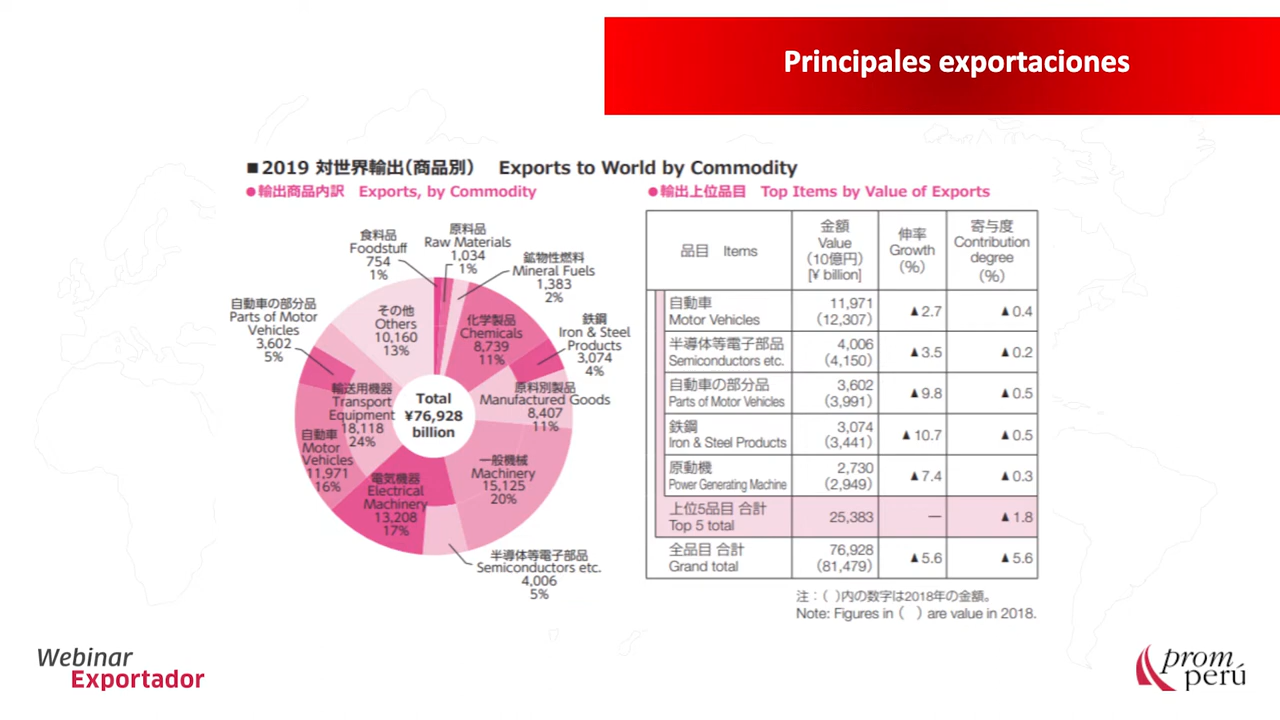 Principales exportaciones
■2019 対世界輸出(商品別) Exports to World by Commodity
●輸出商品内訳 Exports, by Commodity
食料品
Foodstuff
754
1%
原料品
Raw Materials
1,034
1%
鉱物性燃料
Mineral Fuels
1,383
2%
化学製品
Chemicals
8,739
11%
鉄鋼
Iron & Steel
Products
3,074
4%
原料別製品
Manufactured Goods
8,407
11%
一般機械
Machinery
15,125
20%
半導体等電子部品
Semiconductors etc.
4,006
5%
電気機器
Electrical
Machinery
13,208
17%
自動車
Motor
Vehicles
11,971
16%
輸送用機器
Transport
Equipment
18,118
24%
自動車の部分品
Parts of Motor
Vehicles
3,602
5%
その他
Others
10,160
13%
Total
¥76,928
billion
●輸出上位品目 Top Items by Value of Exports
品目 Items
金額
Value
(10億円)
[¥ billion]
伸率
Growth
(%)
寄与度
Contribution
degree
(%)
自動車
Motor Vehicles
11,971
(12,307)
▲2.7
▲0.4
半導体等電子部品
Semiconductors etc.
4,006
(4,150)
▲3.5
▲0.2
自動車の部分品
Parts of Motor Vehicles
3,602
(3,991)
▲9.8
▲0.5
鉄鋼
Iron & Steel Products
3,074
(3,441)
▲10.7
▲0.5
原動機
Power Generating Machine
2,730
(2,949)
▲7.4
▲0.3
上位5品目 合計
Top 5 total
25,383
—
▲1.8
全品目 合計
Grand total
76,928
(81,479)
▲5.6
▲5.6
注:( )内の数字は2018年の金額。
Note: Figures in ( ) are value in 2018.
Webinar
Exportador
prom
perú